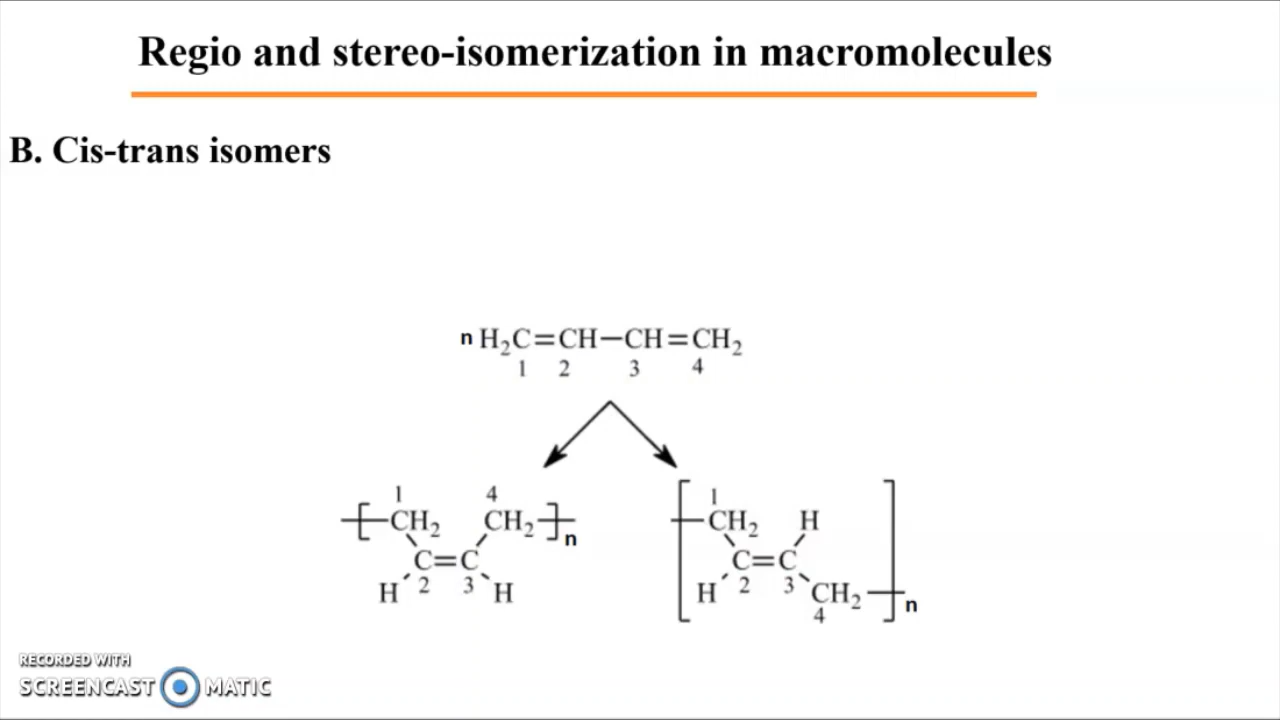 Regio and stereo-isomerization in macromolecules
B. Cis-trans isomers
n H₂C=CH–CH=CH₂
1 2 3 4
1 4 1
CH₂ CH₂ n CH₂ H
C=C C=C
H 2 3 H H 2 3 CH₂ n
4
RECORDED WITH
SCREENCAST MATIC